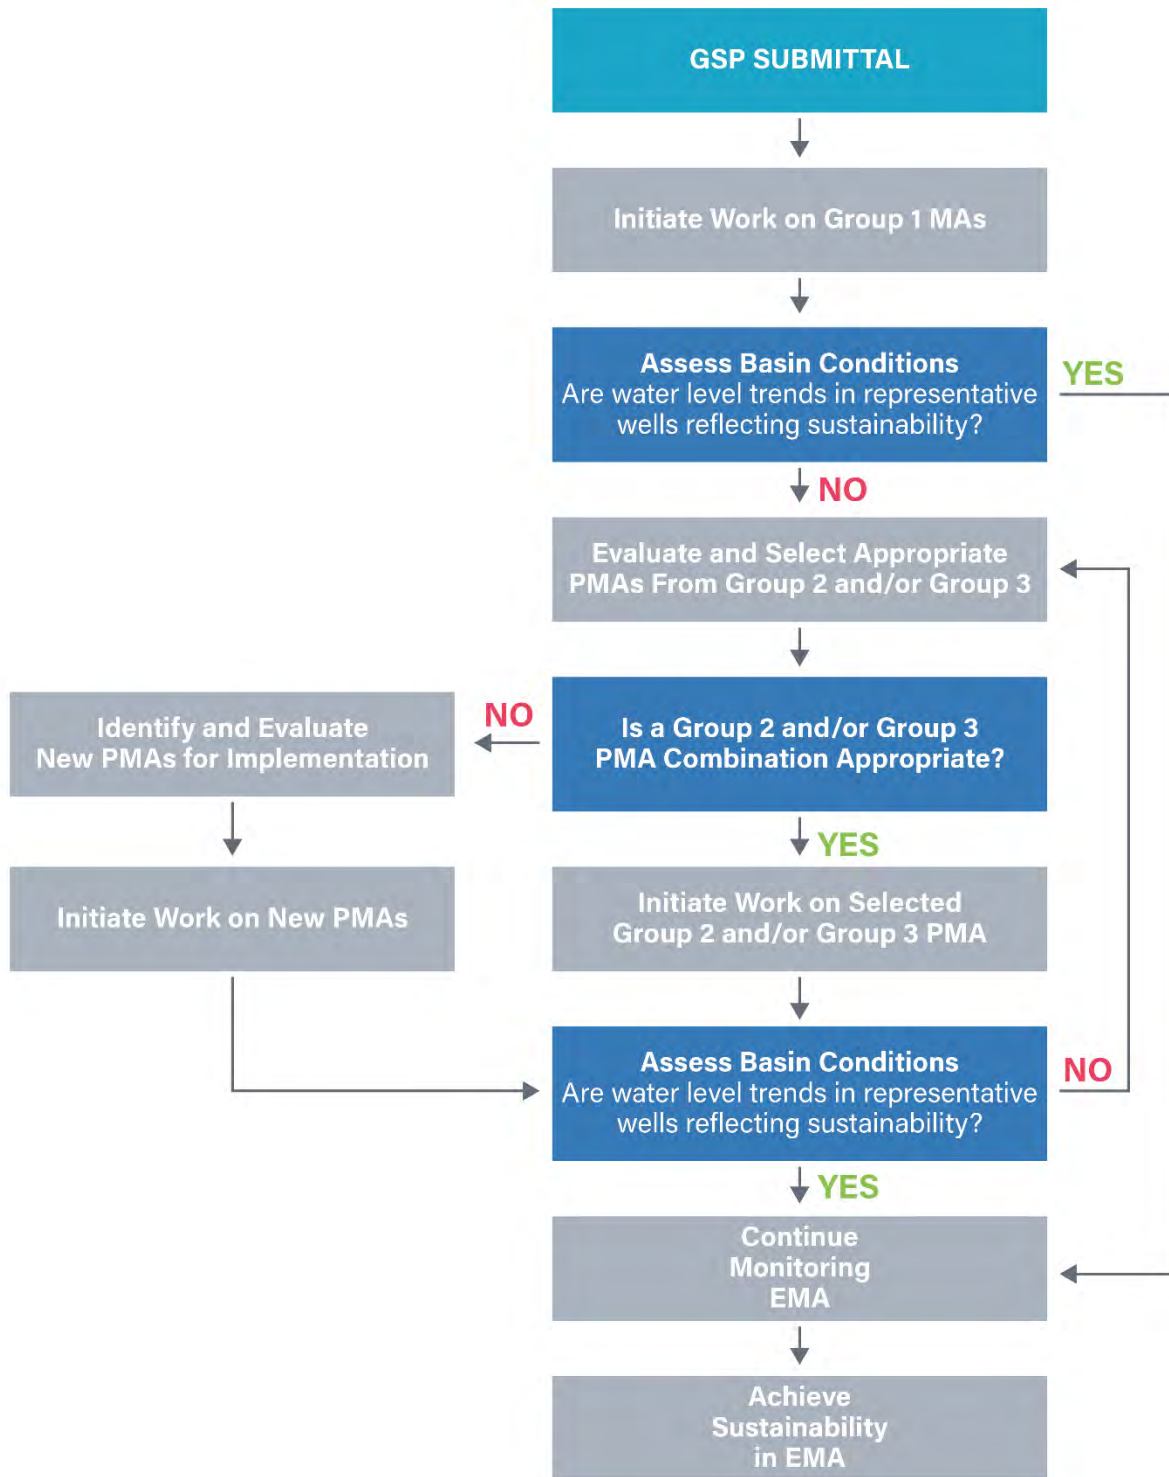 GSP SUBMITTAL
Initiate Work on Group 1 MAs
Assess Basin Conditions
Are water level trends in representative
wells reflecting sustainability?
YES
NO
Evaluate and Select Appropriate
PMAs From Group 2 and/or Group 3
Is a Group 2 and/or Group 3
PMA Combination Appropriate?
NO
Identify and Evaluate
New PMAs for Implementation
Initiate Work on New PMAs
YES
Initiate Work on Selected
Group 2 and/or Group 3 PMA
Assess Basin Conditions
Are water level trends in representative
wells reflecting sustainability?
NO
YES
Continue
Monitoring
EMA
Achieve
Sustainability
in EMA